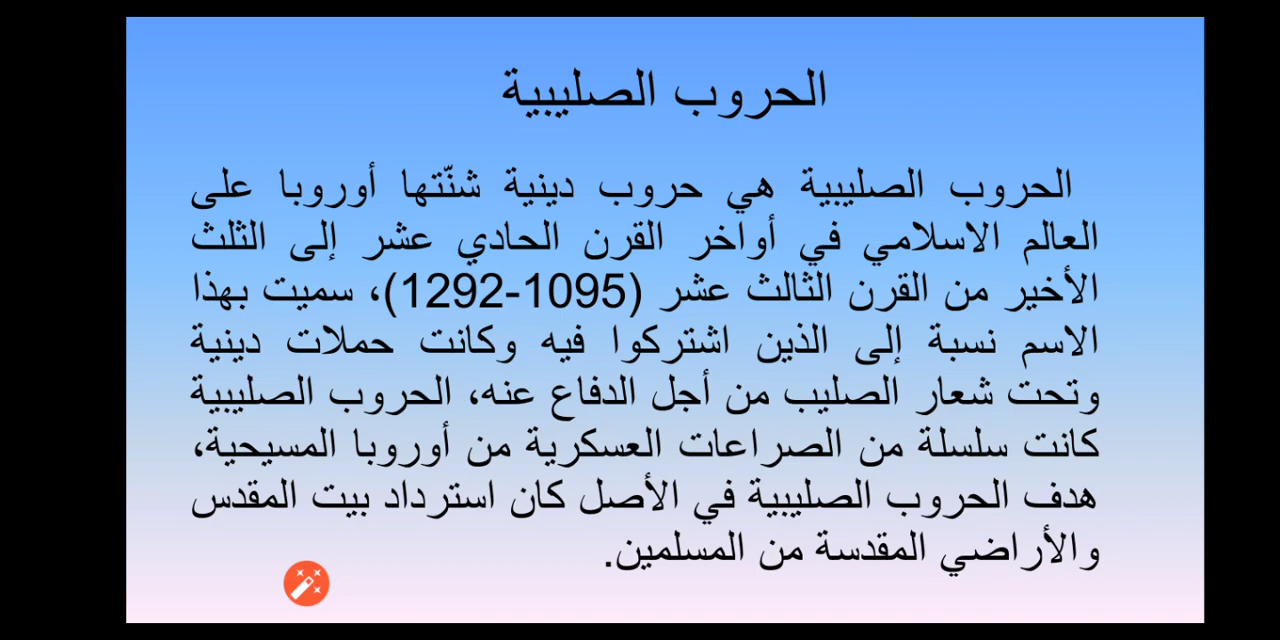 الحروب الصليبية
الحروب الصليبية هي حروب دينية شنّتها أوروبا على
العالم الاسلامي في أواخر القرن الحادي عشر إلى الثلث
الأخير من القرن الثالث عشر (1095-1292)، سميت بهذا
الاسم نسبة إلى الذين اشتركوا فيه وكانت حملات دينية
وتحت شعار الصليب من أجل الدفاع عنه، الحروب الصليبية
كانت سلسلة من الصراعات العسكرية من أوروبا المسيحية،
هدف الحروب الصليبية في الأصل كان استرداد بيت المقدس
والأراضي المقدسة من المسلمين.